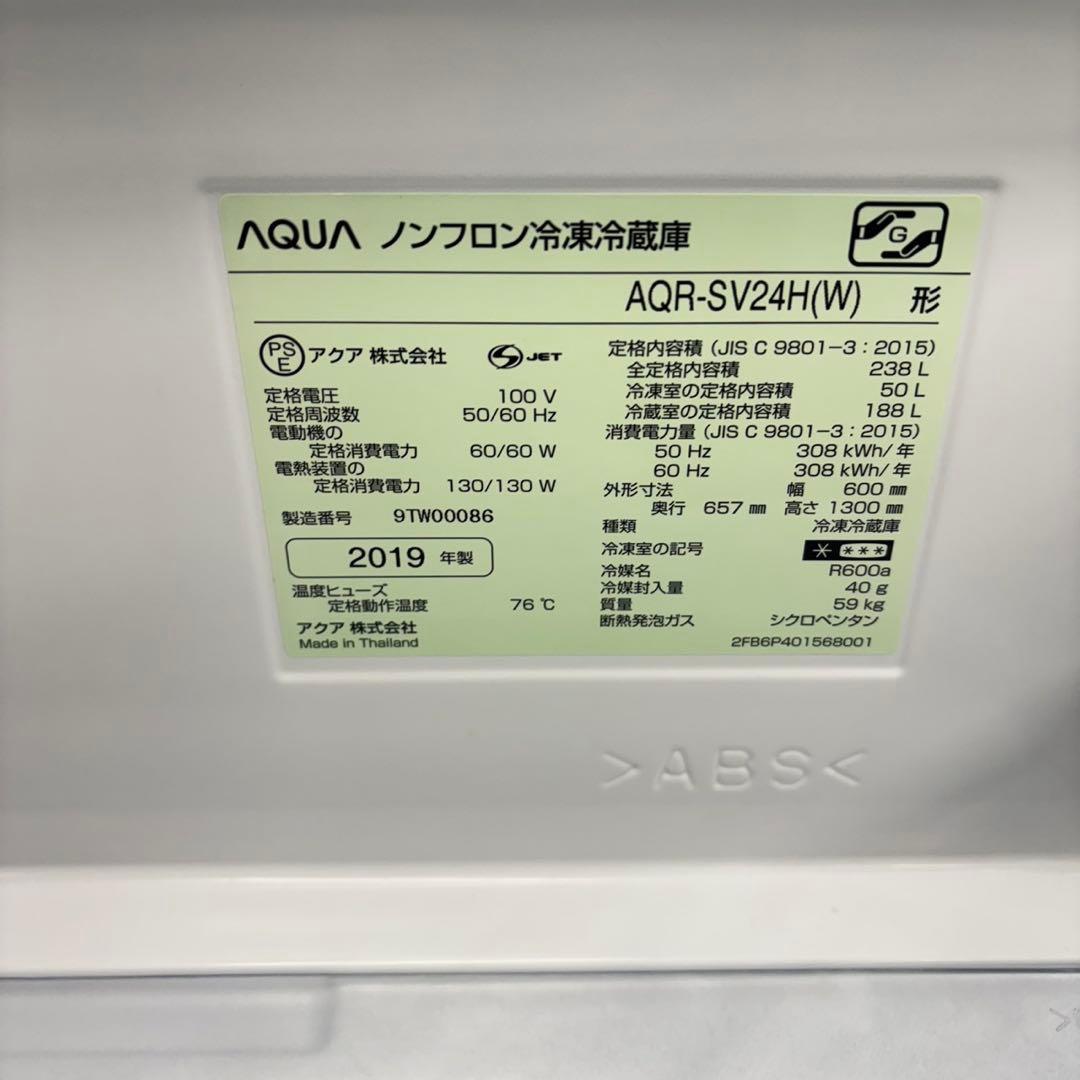 AQUA ノンフロン冷凍冷蔵庫
G
AQR-SV24H(W) 形
PSE アクア 株式会社 S JET
定格電圧 100 V
定格周波数 50/60 Hz
電動機の
定格消費電力 60/60 W
電熱装置の
定格消費電力 130/130 W
製造番号 9TW00086
2019 年製
温度ヒューズ
定格動作温度 76 ℃
アクア 株式会社
Made in Thailand
定格内容積 (JIS C 9801-3 : 2015)
全定格内容積 238 L
冷凍室の定格内容積 50 L
冷蔵室の定格内容積 188 L
消費電力量 (JIS C 9801-3 : 2015)
50 Hz 308 kWh/年
60 Hz 308 kWh/年
外形寸法 幅 600 ㎜
奥行 657 ㎜ 高さ 1300 ㎜
種類 冷凍冷蔵庫
冷凍室の記号 * ***
冷媒名 R600a
冷媒封入量 40 g
質量 59 kg
断熱発泡ガス シクロペンタン
2FB6P401568001
>ABS<